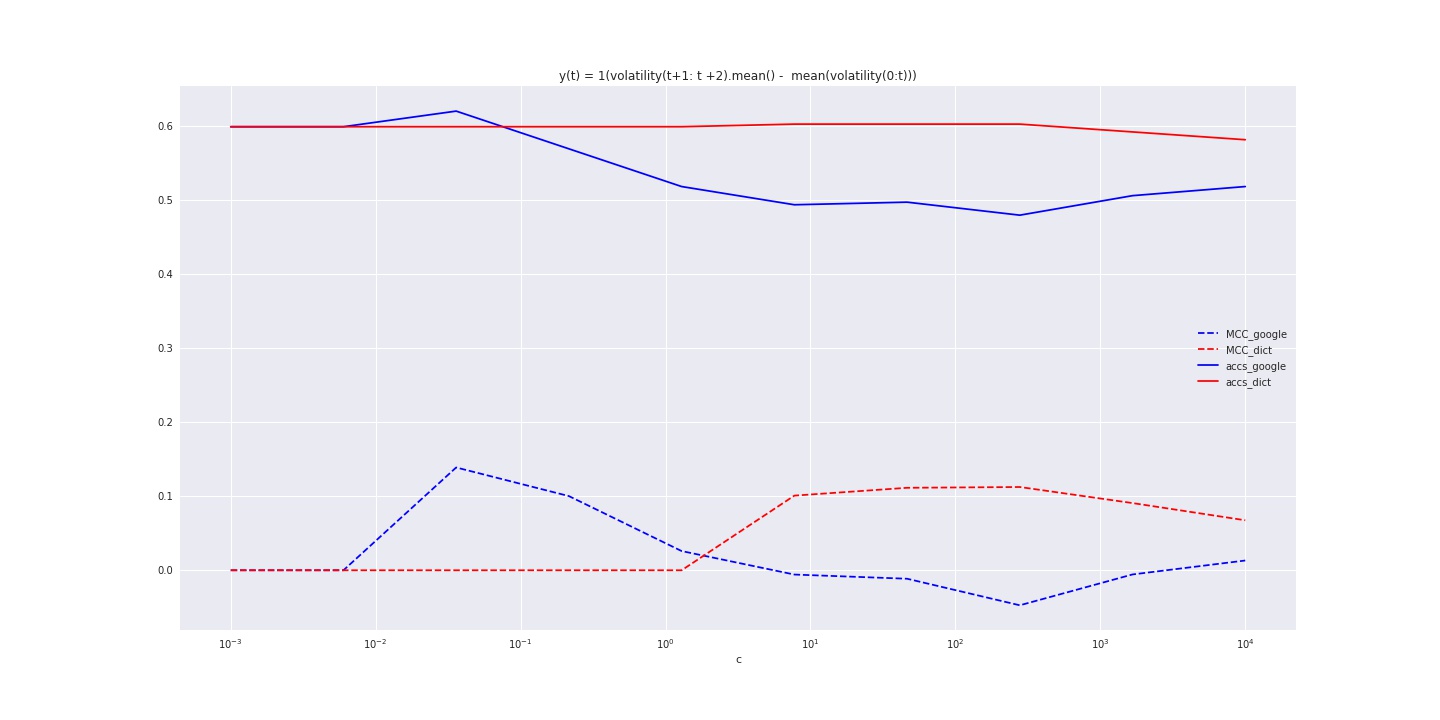 y(t) = 1(volatility(t+1: t +2).mean() -  mean(volatility(0:t)))
0.6
0.5
0.4
0.3
0.2
0.1
0.0
MCC_google
MCC_dict
accs_google
accs_dict
10⁻³ 10⁻² 10⁻¹ 10⁰ 10¹ 10² 10³ 10⁴
c